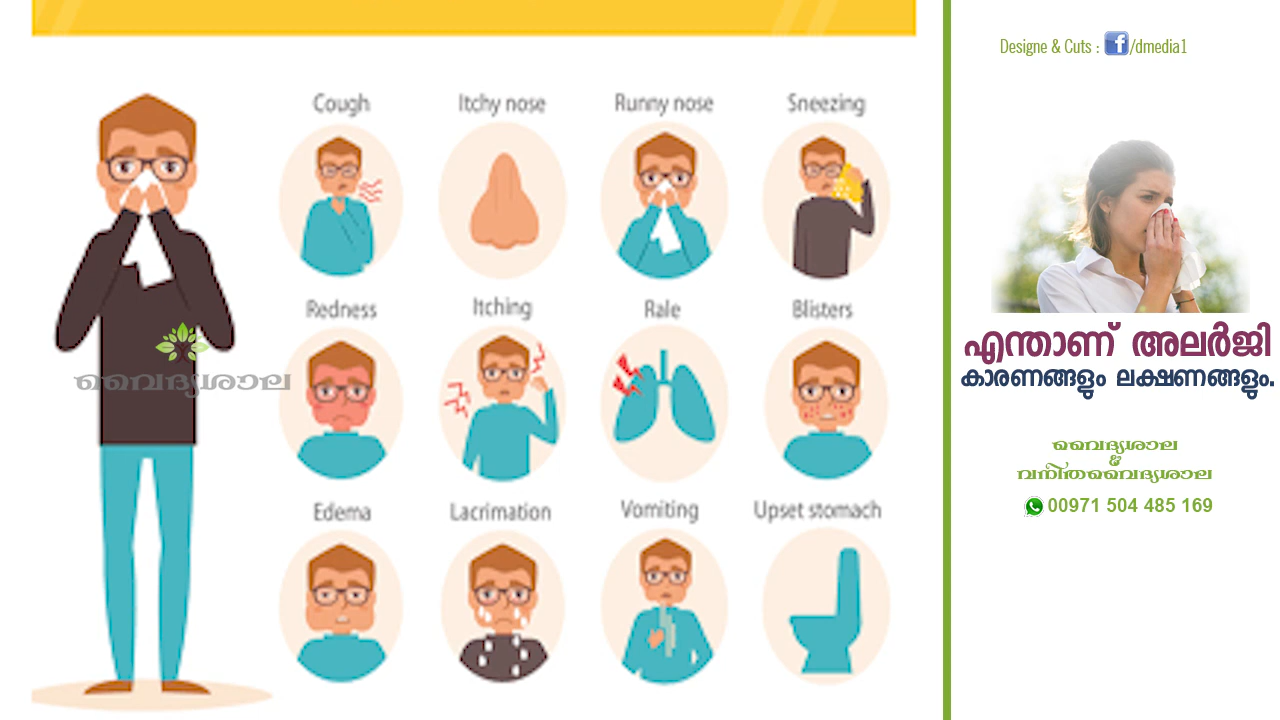 Cough Itchy nose Runny nose Sneezing
Redness Itching Rale Blisters
Edema Lacrimation Vomiting Upset stomach
വൈദ്യശാല
Designe & Cuts : f/dmedia1
എന്താണ് അലർജി
കാരണങ്ങളും ലക്ഷണങ്ങളും.
വൈദ്യശാല
&
വനിതവൈദ്യശാല
00971 504 485 169